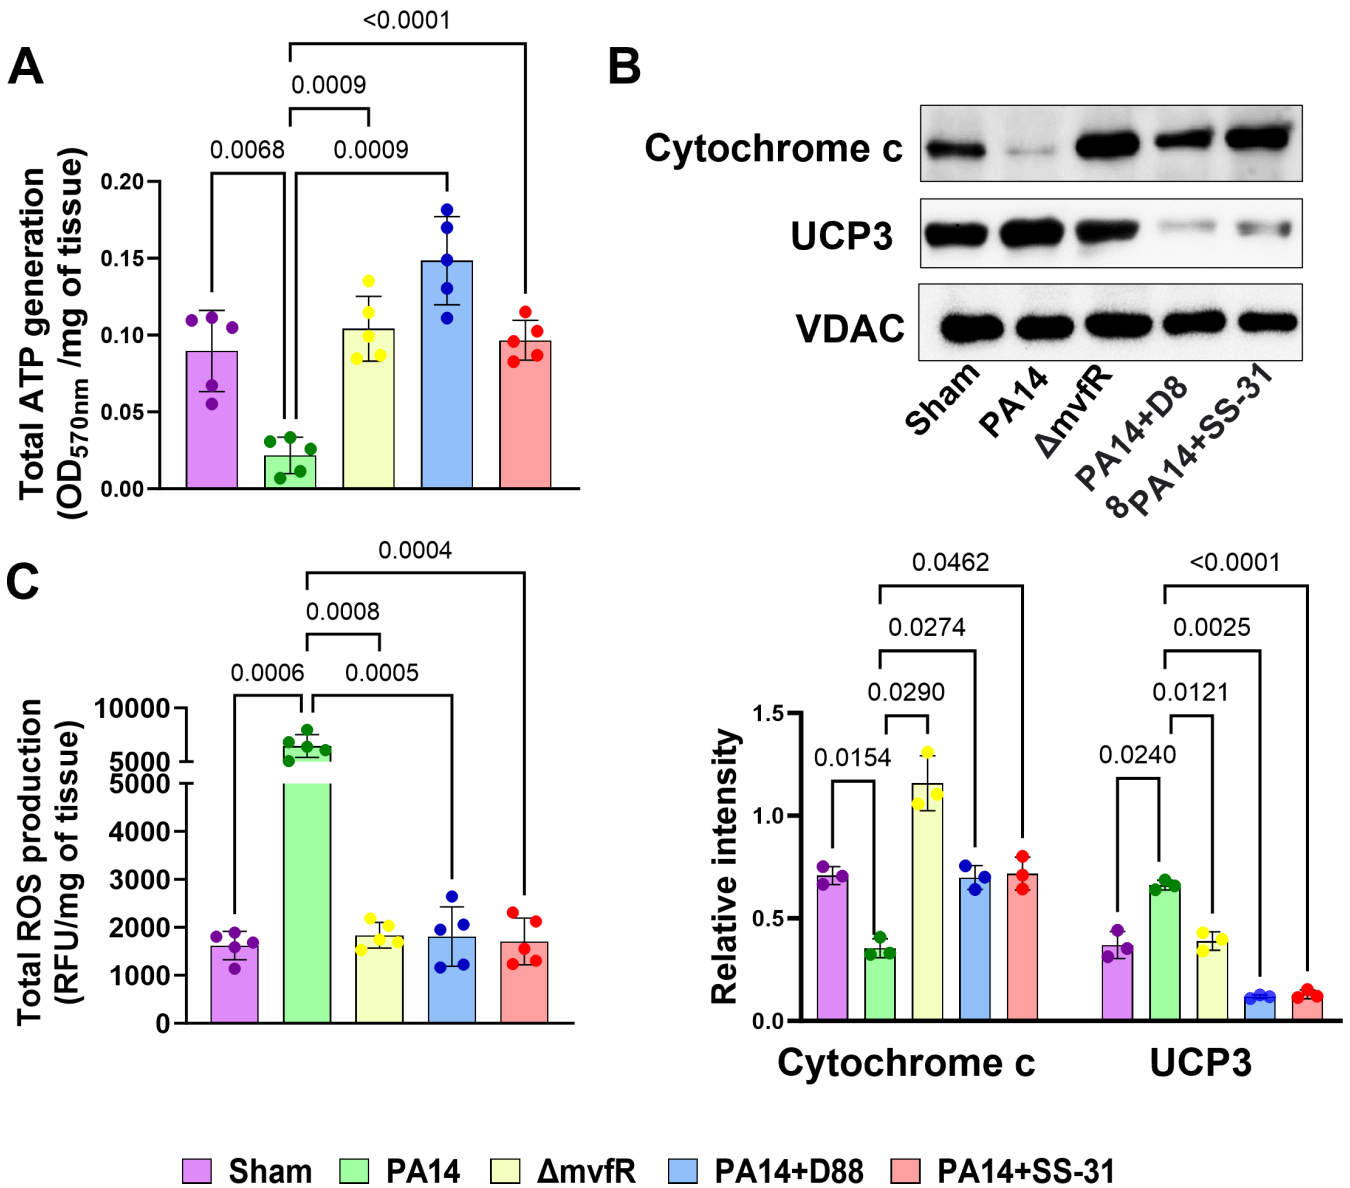 A
<0.0001
0.0009
0.0068
0.0009
Total ATP generation
(OD570nm /mg of tissue)
0.20
0.15
0.10
0.05
0.00
B
Cytochrome c
UCP3
VDAC
Sham
PA14
ΔmvfR
PA14+D8
8
PA14+SS-31
C
0.0004
0.0008
0.0006
0.0005
Total ROS production
(RFU/mg of tissue)
10000
5000
5000
4000
3000
2000
1000
0
0.0462
0.0274
0.0290
0.0154
<0.0001
0.0025
0.0121
0.0240
Relative intensity
1.5
1.0
0.5
0.0
Cytochrome c
UCP3
Sham
PA14
ΔmvfR
PA14+D88
PA14+SS-31